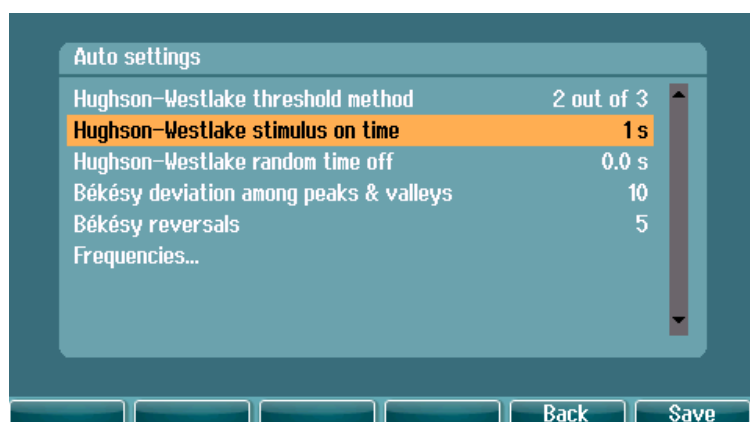 Auto settings
Hughson-Westlake threshold method 2 out of 3
Hughson-Westlake stimulus on time 1 s
Hughson-Westlake random time off 0.0 s
Békésy deviation among peaks & valleys 10
Békésy reversals 5
Frequencies...
Back Save